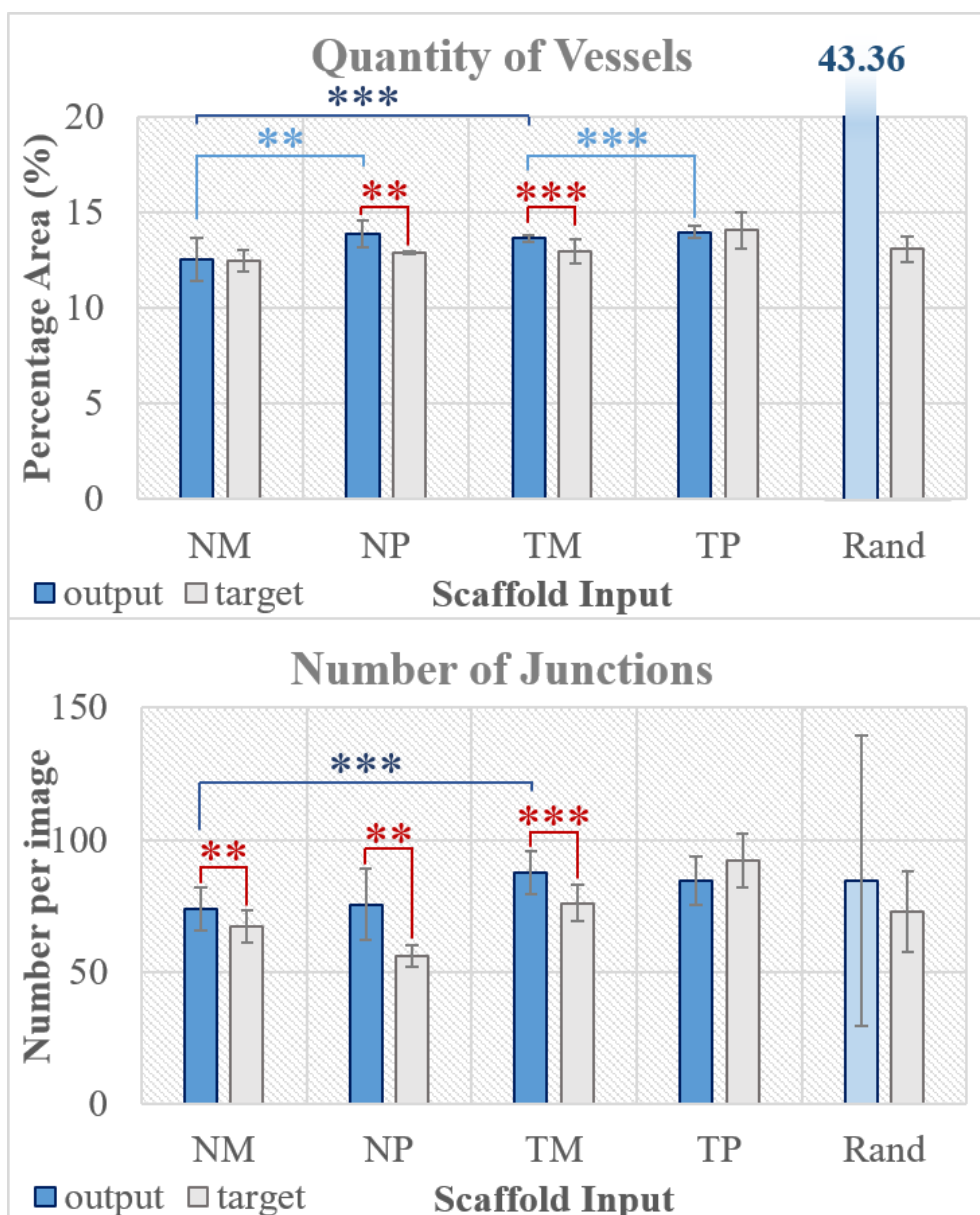 Quantity of Vessels
43.36
***
** ***
** ***
Percentage Area (%)
20
15
10
5
0
NM NP TM TP Rand
output target Scaffold Input
Number of Junctions
***
** ** ***
Number per image
150
100
50
0
NM NP TM TP Rand
output target Scaffold Input